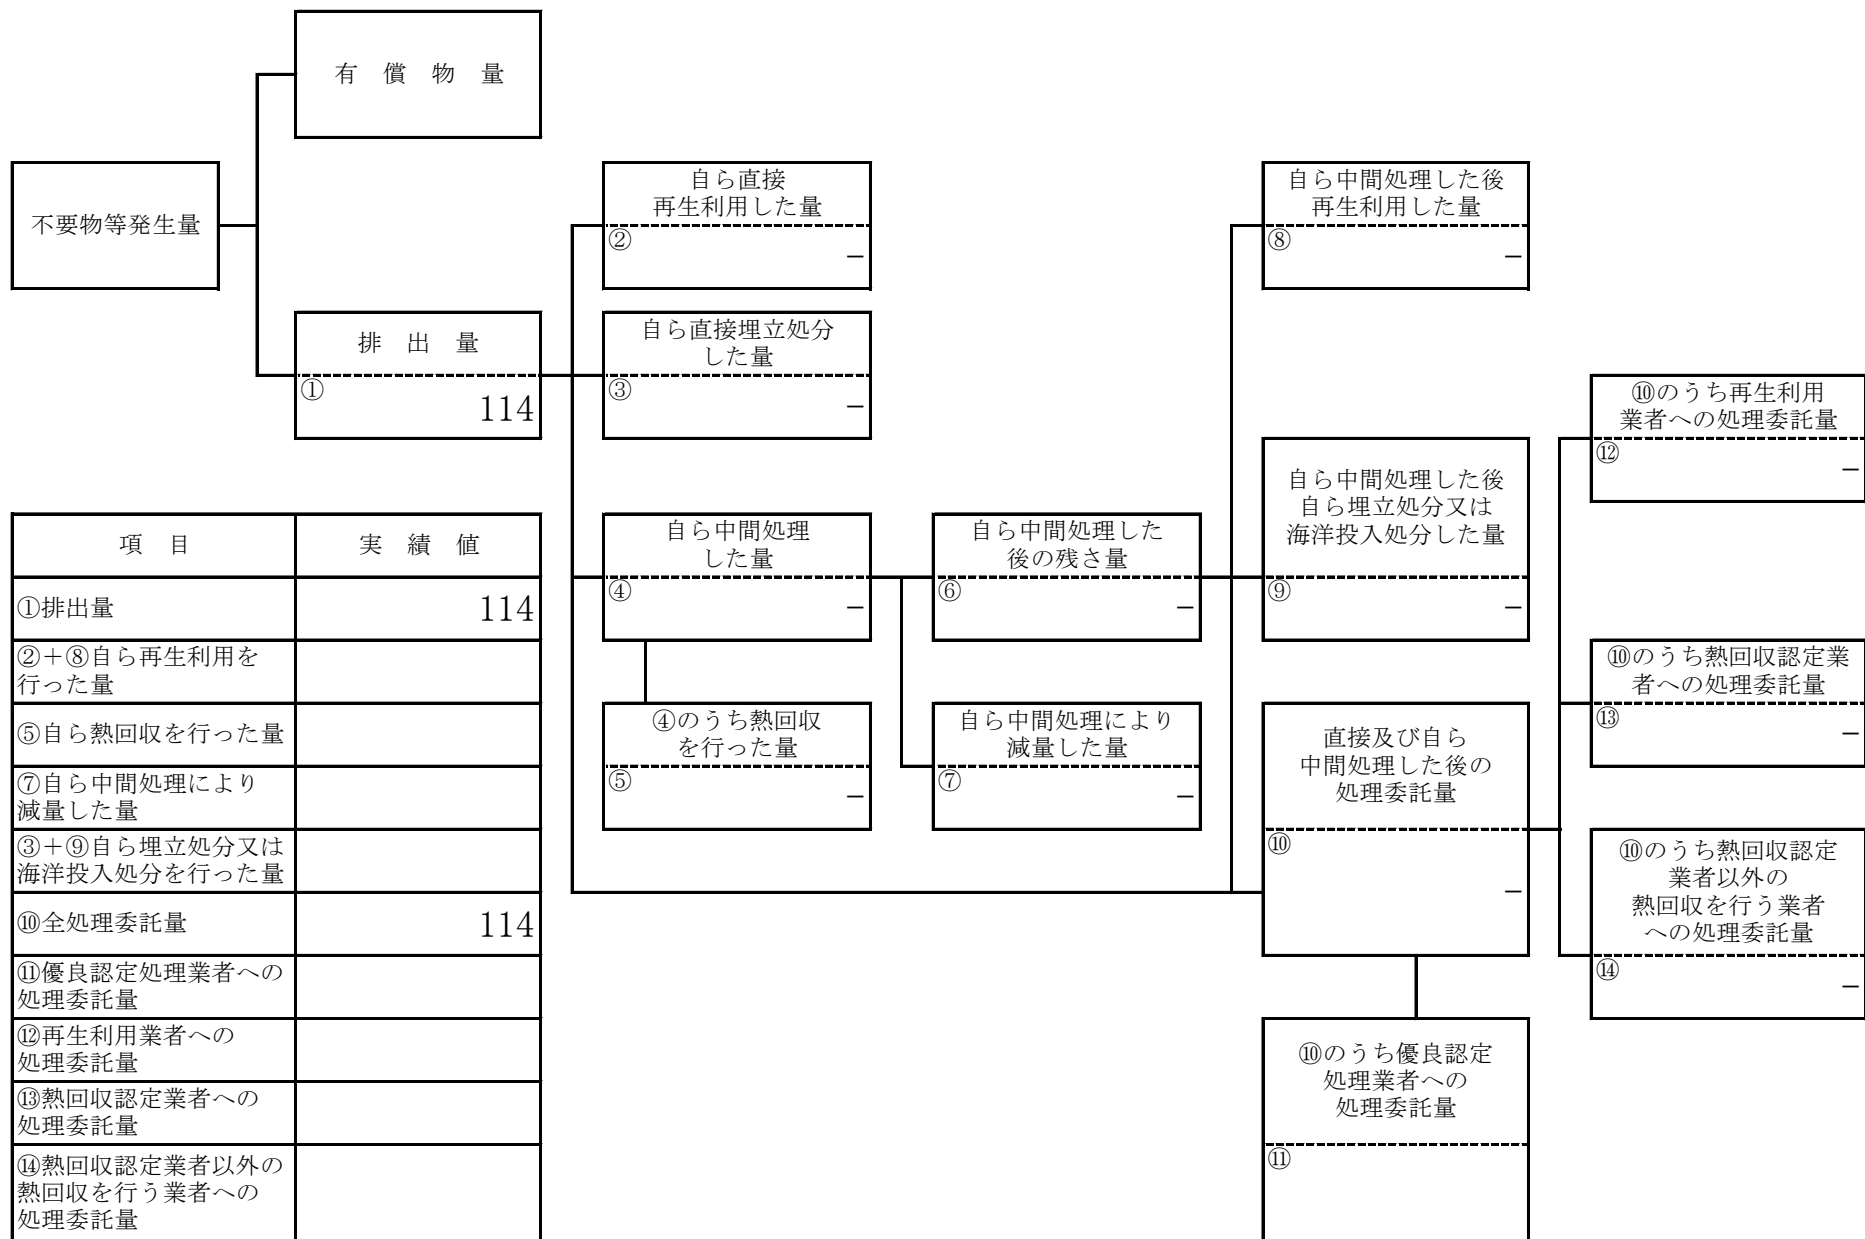 有 償 物 量
不要物等発生量
排 出 量
①
114
自ら直接
再生利用した量
②
－
自ら直接埋立処分
した量
③
－
自ら中間処理
した量
④
－
④のうち熱回収
を行った量
⑤
－
自ら中間処理した
後の残さ量
⑥
－
自ら中間処理により
減量した量
⑦
－
自ら中間処理した後
再生利用した量
⑧
－
自ら中間処理した後
自ら埋立処分又は
海洋投入処分した量
⑨
－
直接及び自ら
中間処理した後の
処理委託量
⑩
－
⑩のうち優良認定
処理業者への
処理委託量
⑪
⑩のうち再生利用
業者への処理委託量
⑫
－
⑩のうち熱回収認定業
者への処理委託量
⑬
－
⑩のうち熱回収認定
業者以外の
熱回収を行う業者
への処理委託量
⑭
－
項 目 実 績 値
①排出量 114
②＋⑧自ら再生利用を
行った量
⑤自ら熱回収を行った量
⑦自ら中間処理により
減量した量
③＋⑨自ら埋立処分又は
海洋投入処分を行った量
⑩全処理委託量 114
⑪優良認定処理業者への
処理委託量
⑫再生利用業者への
処理委託量
⑬熱回収認定業者への
処理委託量
⑭熱回収認定業者以外の
熱回収を行う業者への
処理委託量